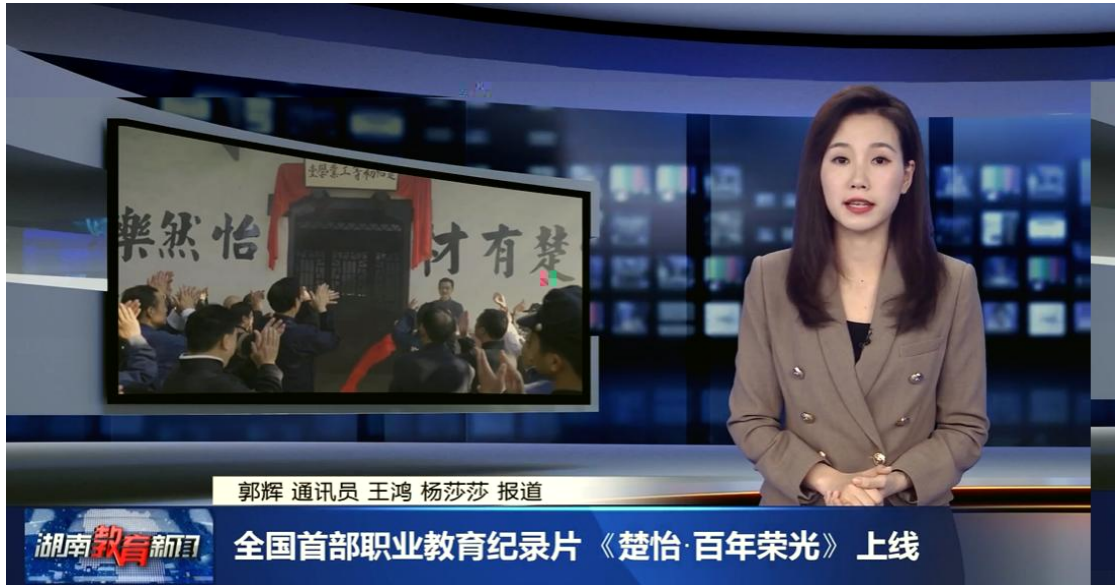 樂然怡
才有楚
郭辉 通讯员 王鸿 杨莎莎 报道
湖南教育新闻
全国首部职业教育纪录片《楚怡·百年荣光》上线